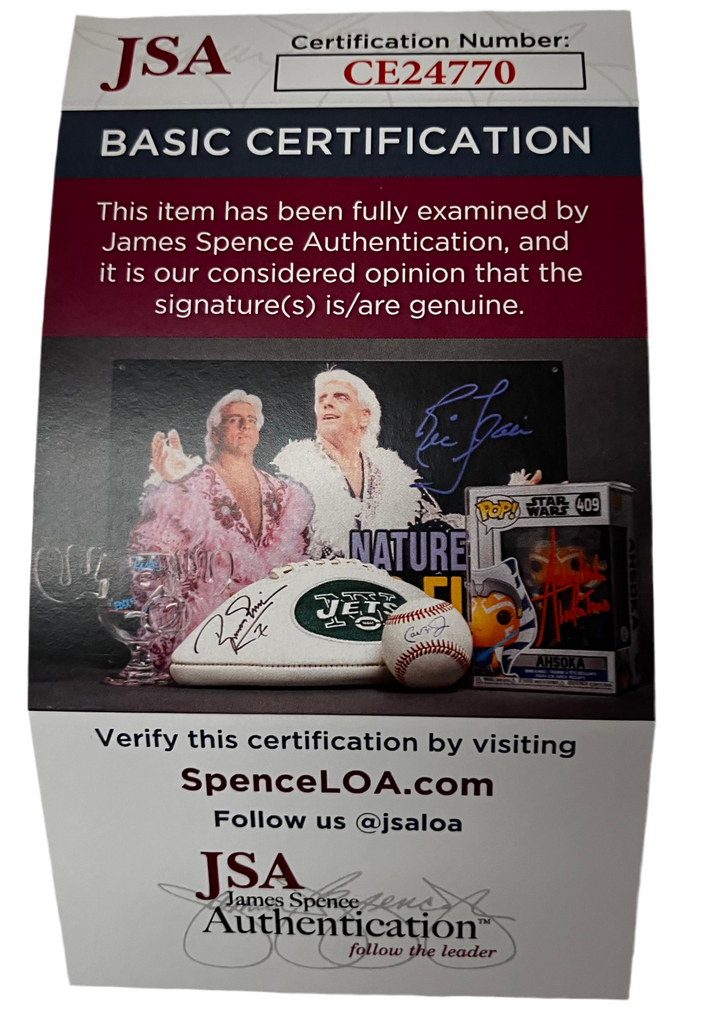 JSA
Certification Number:
CE24770
BASIC CERTIFICATION
This item has been fully examined by
James Spence Authentication, and
it is our considered opinion that the
signature(s) is/are genuine.
Ric Flair
NATURE
JETS
POP!
STAR
WARS
409
AHSOKA
Verify this certification by visiting
SpenceLOA.com
Follow us @jsaloa
JSA
James Spence
Authentication™
follow the leader